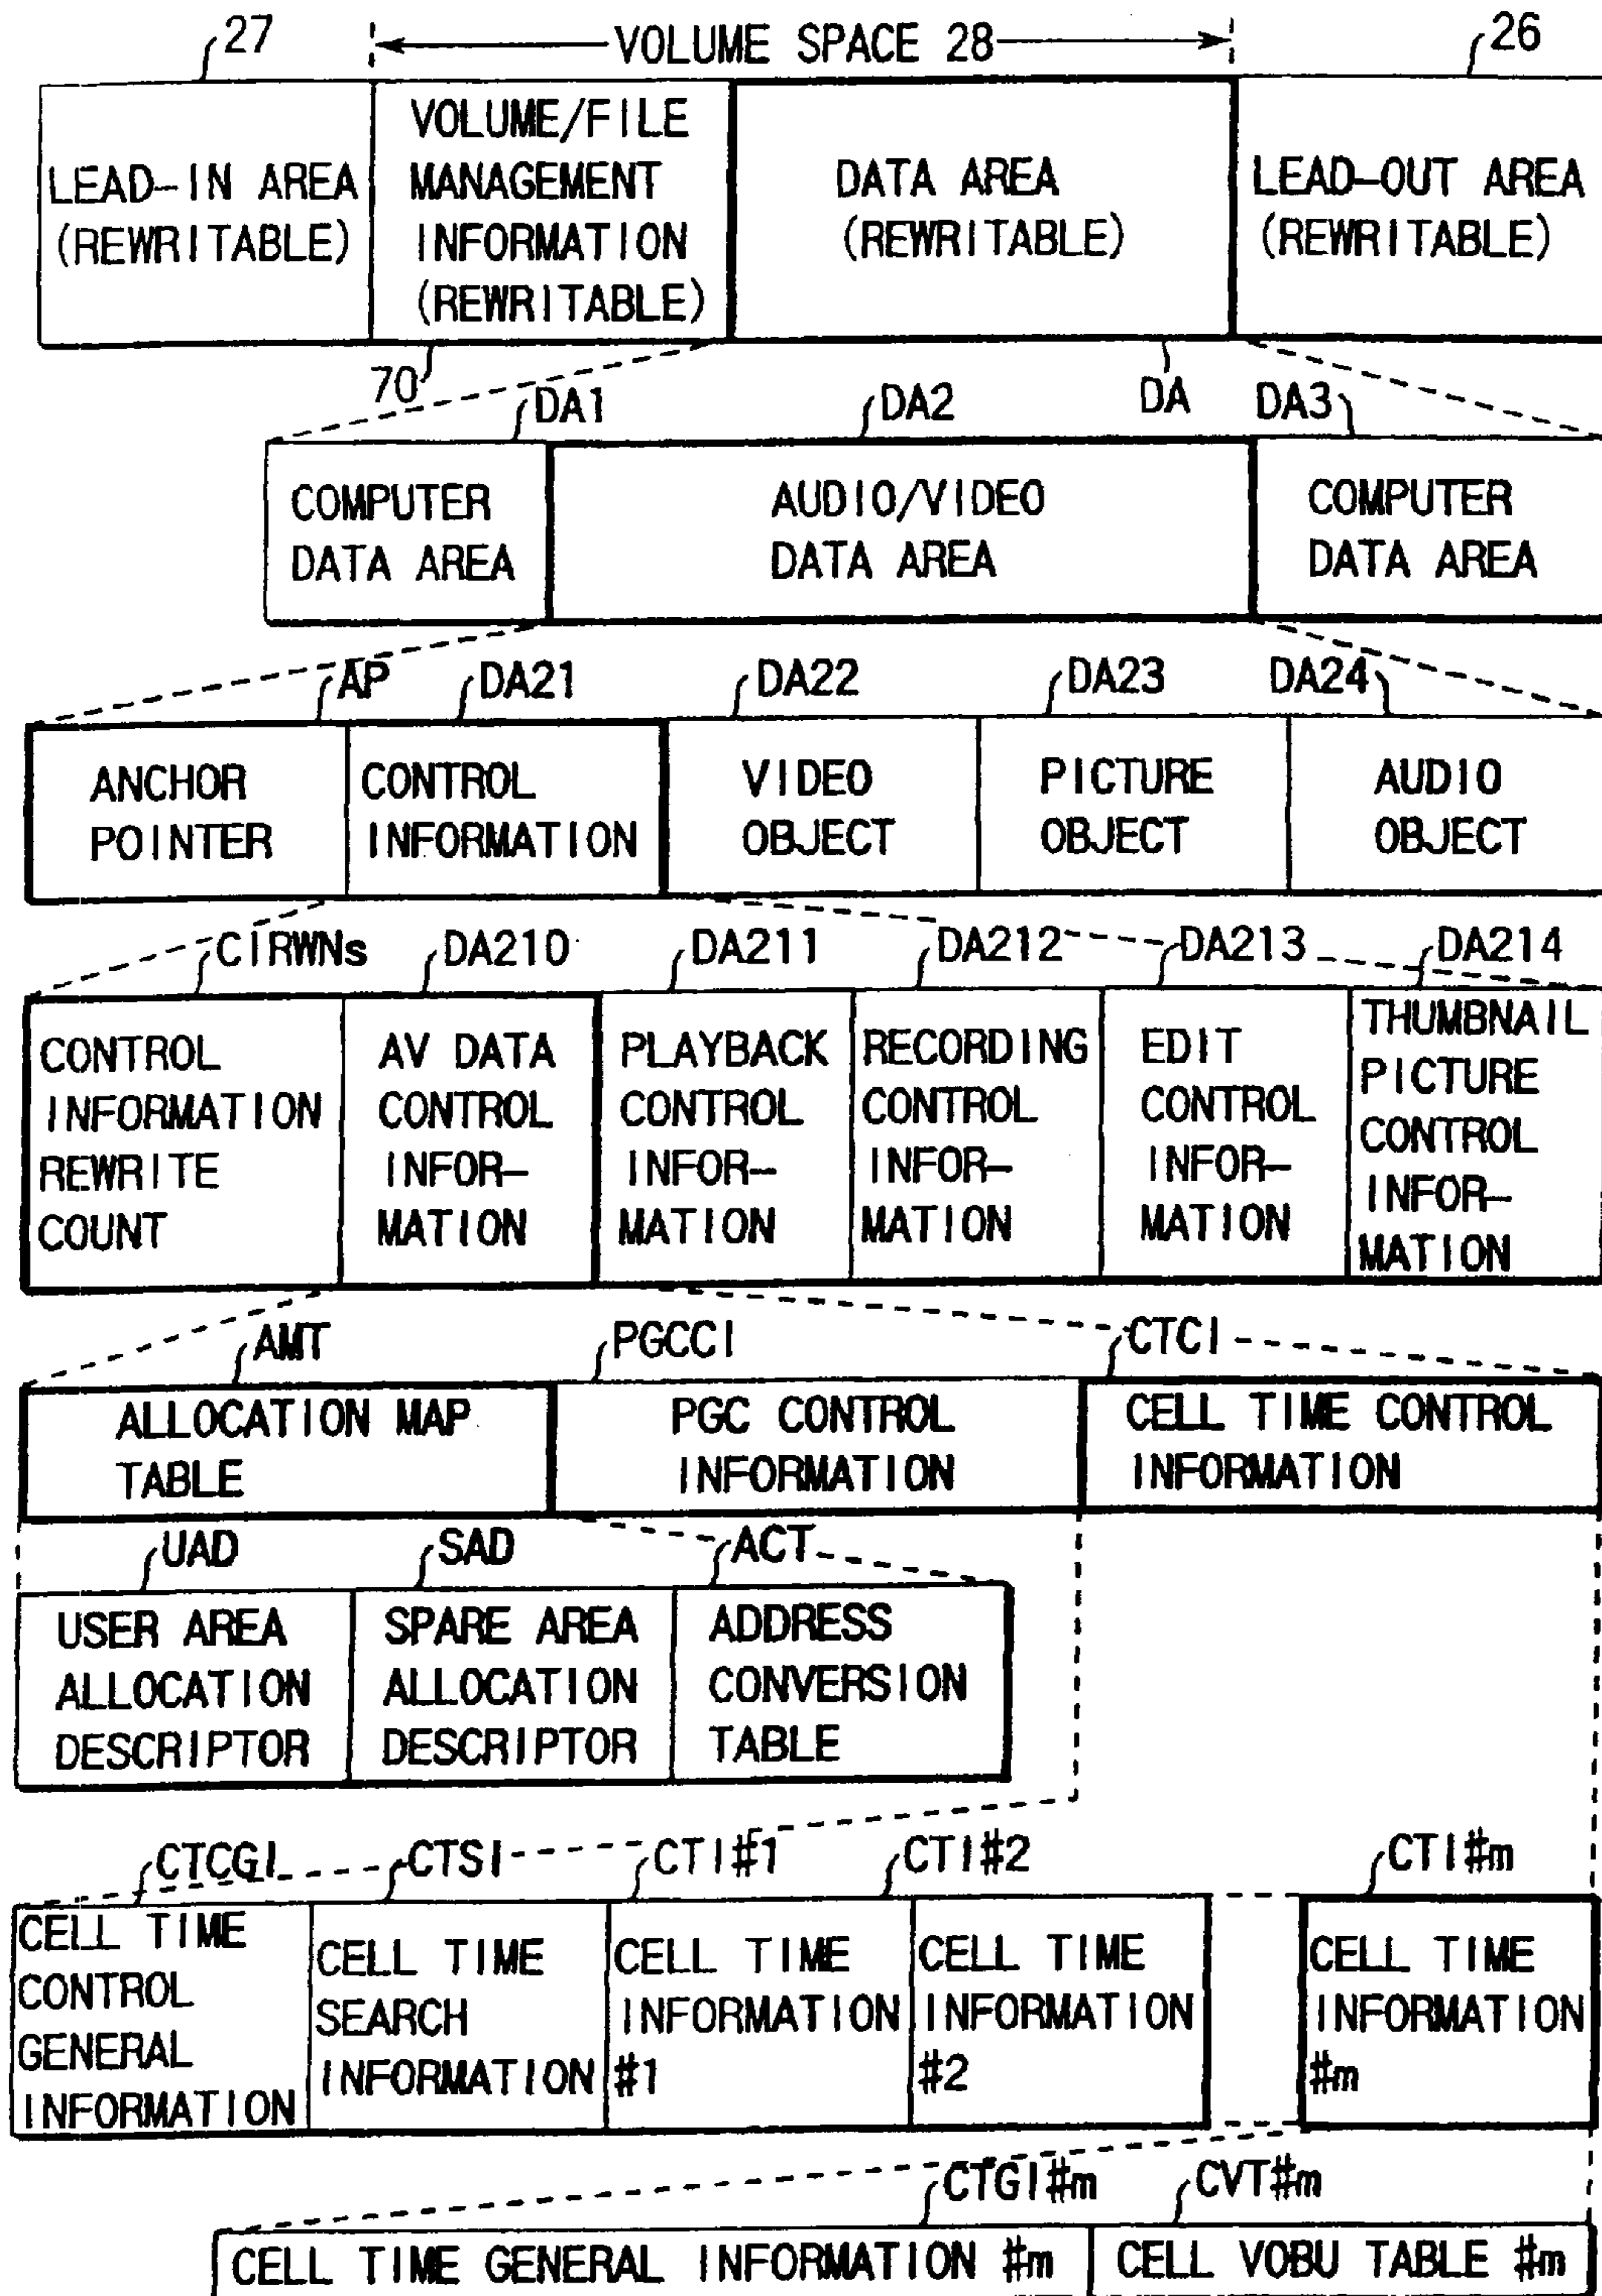 27
VOLUME SPACE 28
26
LEAD-IN AREA
(REWRITABLE)
VOLUME/FILE
MANAGEMENT
INFORMATION
(REWRITABLE)
DATA AREA
(REWRITABLE)
LEAD-OUT AREA
(REWRITABLE)
70
DA1
DA2
DA
DA3
COMPUTER
DATA AREA
AUDIO/VIDEO
DATA AREA
COMPUTER
DATA AREA
AP
DA21
DA22
DA23
DA24
ANCHOR
POINTER
CONTROL
INFORMATION
VIDEO
OBJECT
PICTURE
OBJECT
AUDIO
OBJECT
CIRWNs
DA210
DA211
DA212
DA213
DA214
CONTROL
INFORMATION
REWRITE
COUNT
AV DATA
CONTROL
INFOR-
MATION
PLAYBACK
CONTROL
INFOR-
MATION
RECORDING
CONTROL
INFOR-
MATION
EDIT
CONTROL
INFOR-
MATION
THUMBNAIL
PICTURE
CONTROL
INFOR-
MATION
AMT
PGCCI
CTCI
ALLOCATION MAP
TABLE
PGC CONTROL
INFORMATION
CELL TIME CONTROL
INFORMATION
UAD
SAD
ACT
USER AREA
ALLOCATION
DESCRIPTOR
SPARE AREA
ALLOCATION
DESCRIPTOR
ADDRESS
CONVERSION
TABLE
CTCGI
CTSI
CTI#1
CTI#2
CTI#m
CELL TIME
CONTROL
GENERAL
INFORMATION
CELL TIME
SEARCH
INFORMATION
CELL TIME
INFORMATION
#1
CELL TIME
INFORMATION
#2
CELL TIME
INFORMATION
#m
CTGI#m
CVT#m
CELL TIME GENERAL INFORMATION #m
CELL VOBU TABLE #m